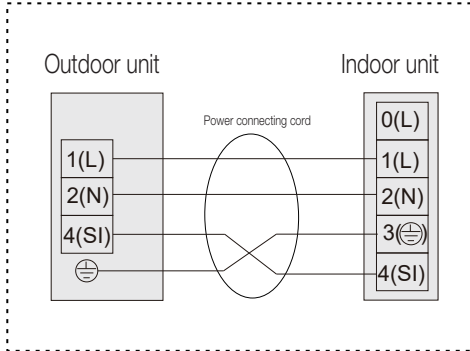 Outdoor unit
Indoor unit
Power connecting cord
0(L)
1(L)
1(L)
2(N)
2(N)
4(SI)
3(⏚)
4(SI)